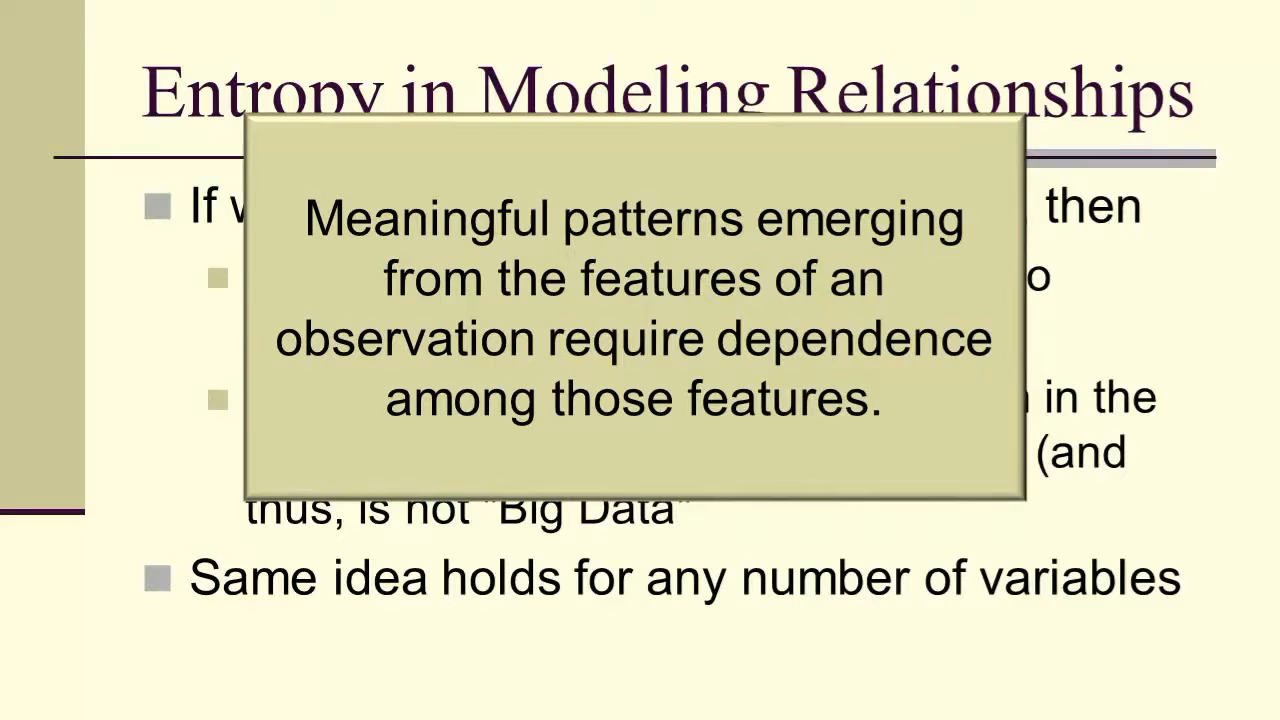 Entropy in Modeling Relationships
If then
Meaningful patterns emerging
from the features of an
observation require dependence
among those features.
in the
(and
thus, is not "Big Data"
Same idea holds for any number of variables